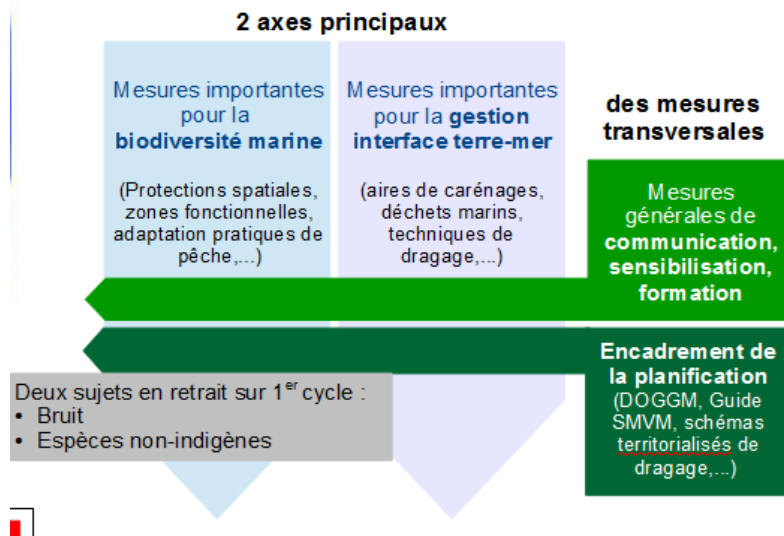 2 axes principaux
Mesures importantes
pour la
biodiversité marine
(Protections spatiales,
zones fonctionnelles,
adaptation pratiques de
pêche,...)
Mesures importantes
pour la gestion
interface terre-mer
(aires de carénages,
déchets marins,
techniques de
dragage,...)
des mesures
transversales
Mesures
générales de
communication,
sensibilisation,
formation
Encadrement de
la planification
(DOGGM, Guide
SMVM, schémas
territorialisés de
dragage,...)
Deux sujets en retrait sur 1er cycle :
• Bruit
• Espèces non-indigènes